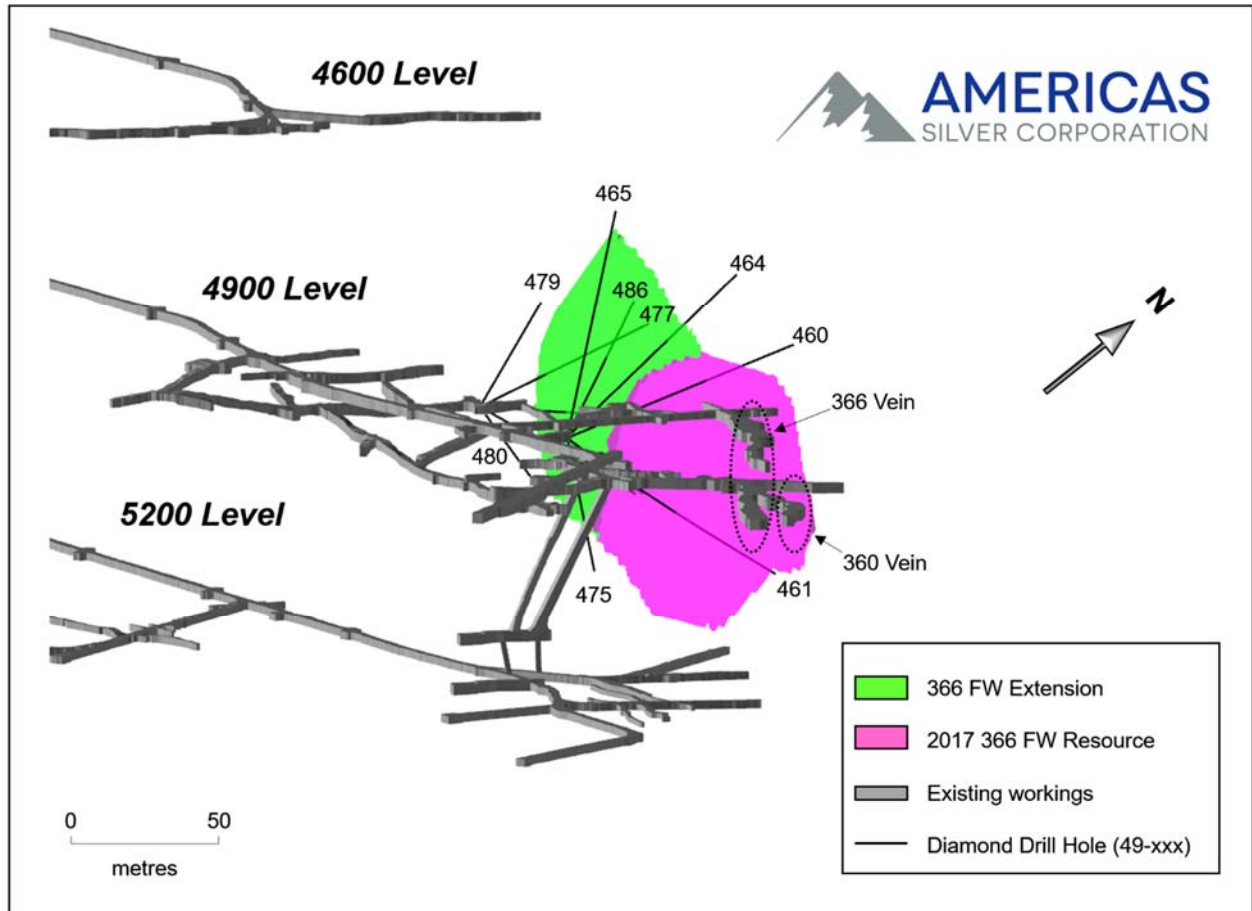 4600 Level
AMERICAS
SILVER CORPORATION
465
4900 Level
479
486
464
477
460
N
366 Vein
480
5200 Level
475
461
360 Vein
366 FW Extension
2017 366 FW Resource
Existing workings
Diamond Drill Hole (49-xxx)
0 50
metres